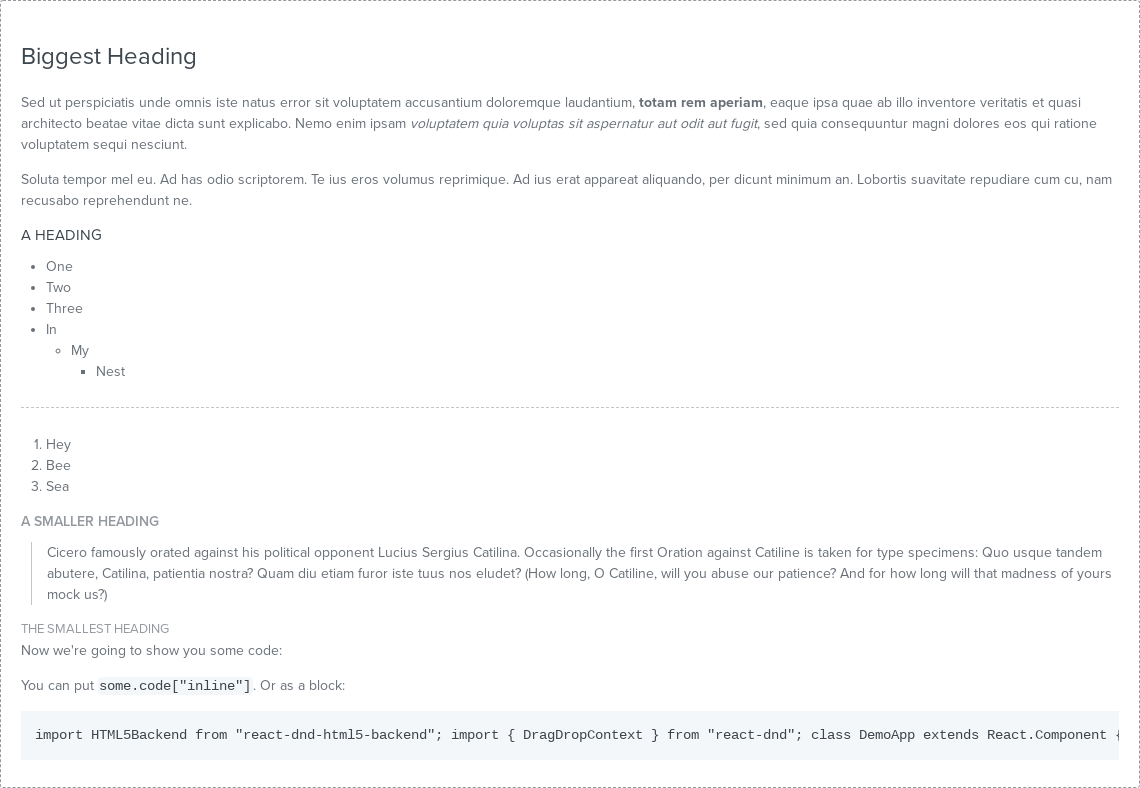 Biggest Heading
Sed ut perspiciatis unde omnis iste natus error sit voluptatem accusantium doloremque laudantium, totam rem aperiam, eaque ipsa quae ab illo inventore veritatis et quasi
architecto beatae vitae dicta sunt explicabo. Nemo enim ipsam voluptatem quia voluptas sit aspernatur aut odit aut fugit, sed quia consequuntur magni dolores eos qui ratione
voluptatem sequi nesciunt.
Soluta tempor mel eu. Ad has odio scriptorem. Te ius eros volumus reprimique. Ad ius erat appareat aliquando, per dicunt minimum an. Lobortis suavitate repudiare cum cu, nam
recusabo reprehendunt ne.
A HEADING
• One
• Two
• Three
• In
◦ My
▪ Nest
1. Hey
2. Bee
3. Sea
A SMALLER HEADING
Cicero famously orated against his political opponent Lucius Sergius Catilina. Occasionally the first Oration against Catiline is taken for type specimens: Quo usque tandem
abutere, Catilina, patientia nostra? Quam diu etiam furor iste tuus nos eludet? (How long, O Catiline, will you abuse our patience? And for how long will that madness of yours
mock us?)
THE SMALLEST HEADING
Now we're going to show you some code:
You can put some.code["inline"]. Or as a block:
import HTML5Backend from "react-dnd-html5-backend"; import { DragDropContext } from "react-dnd"; class DemoApp extends React.Component {